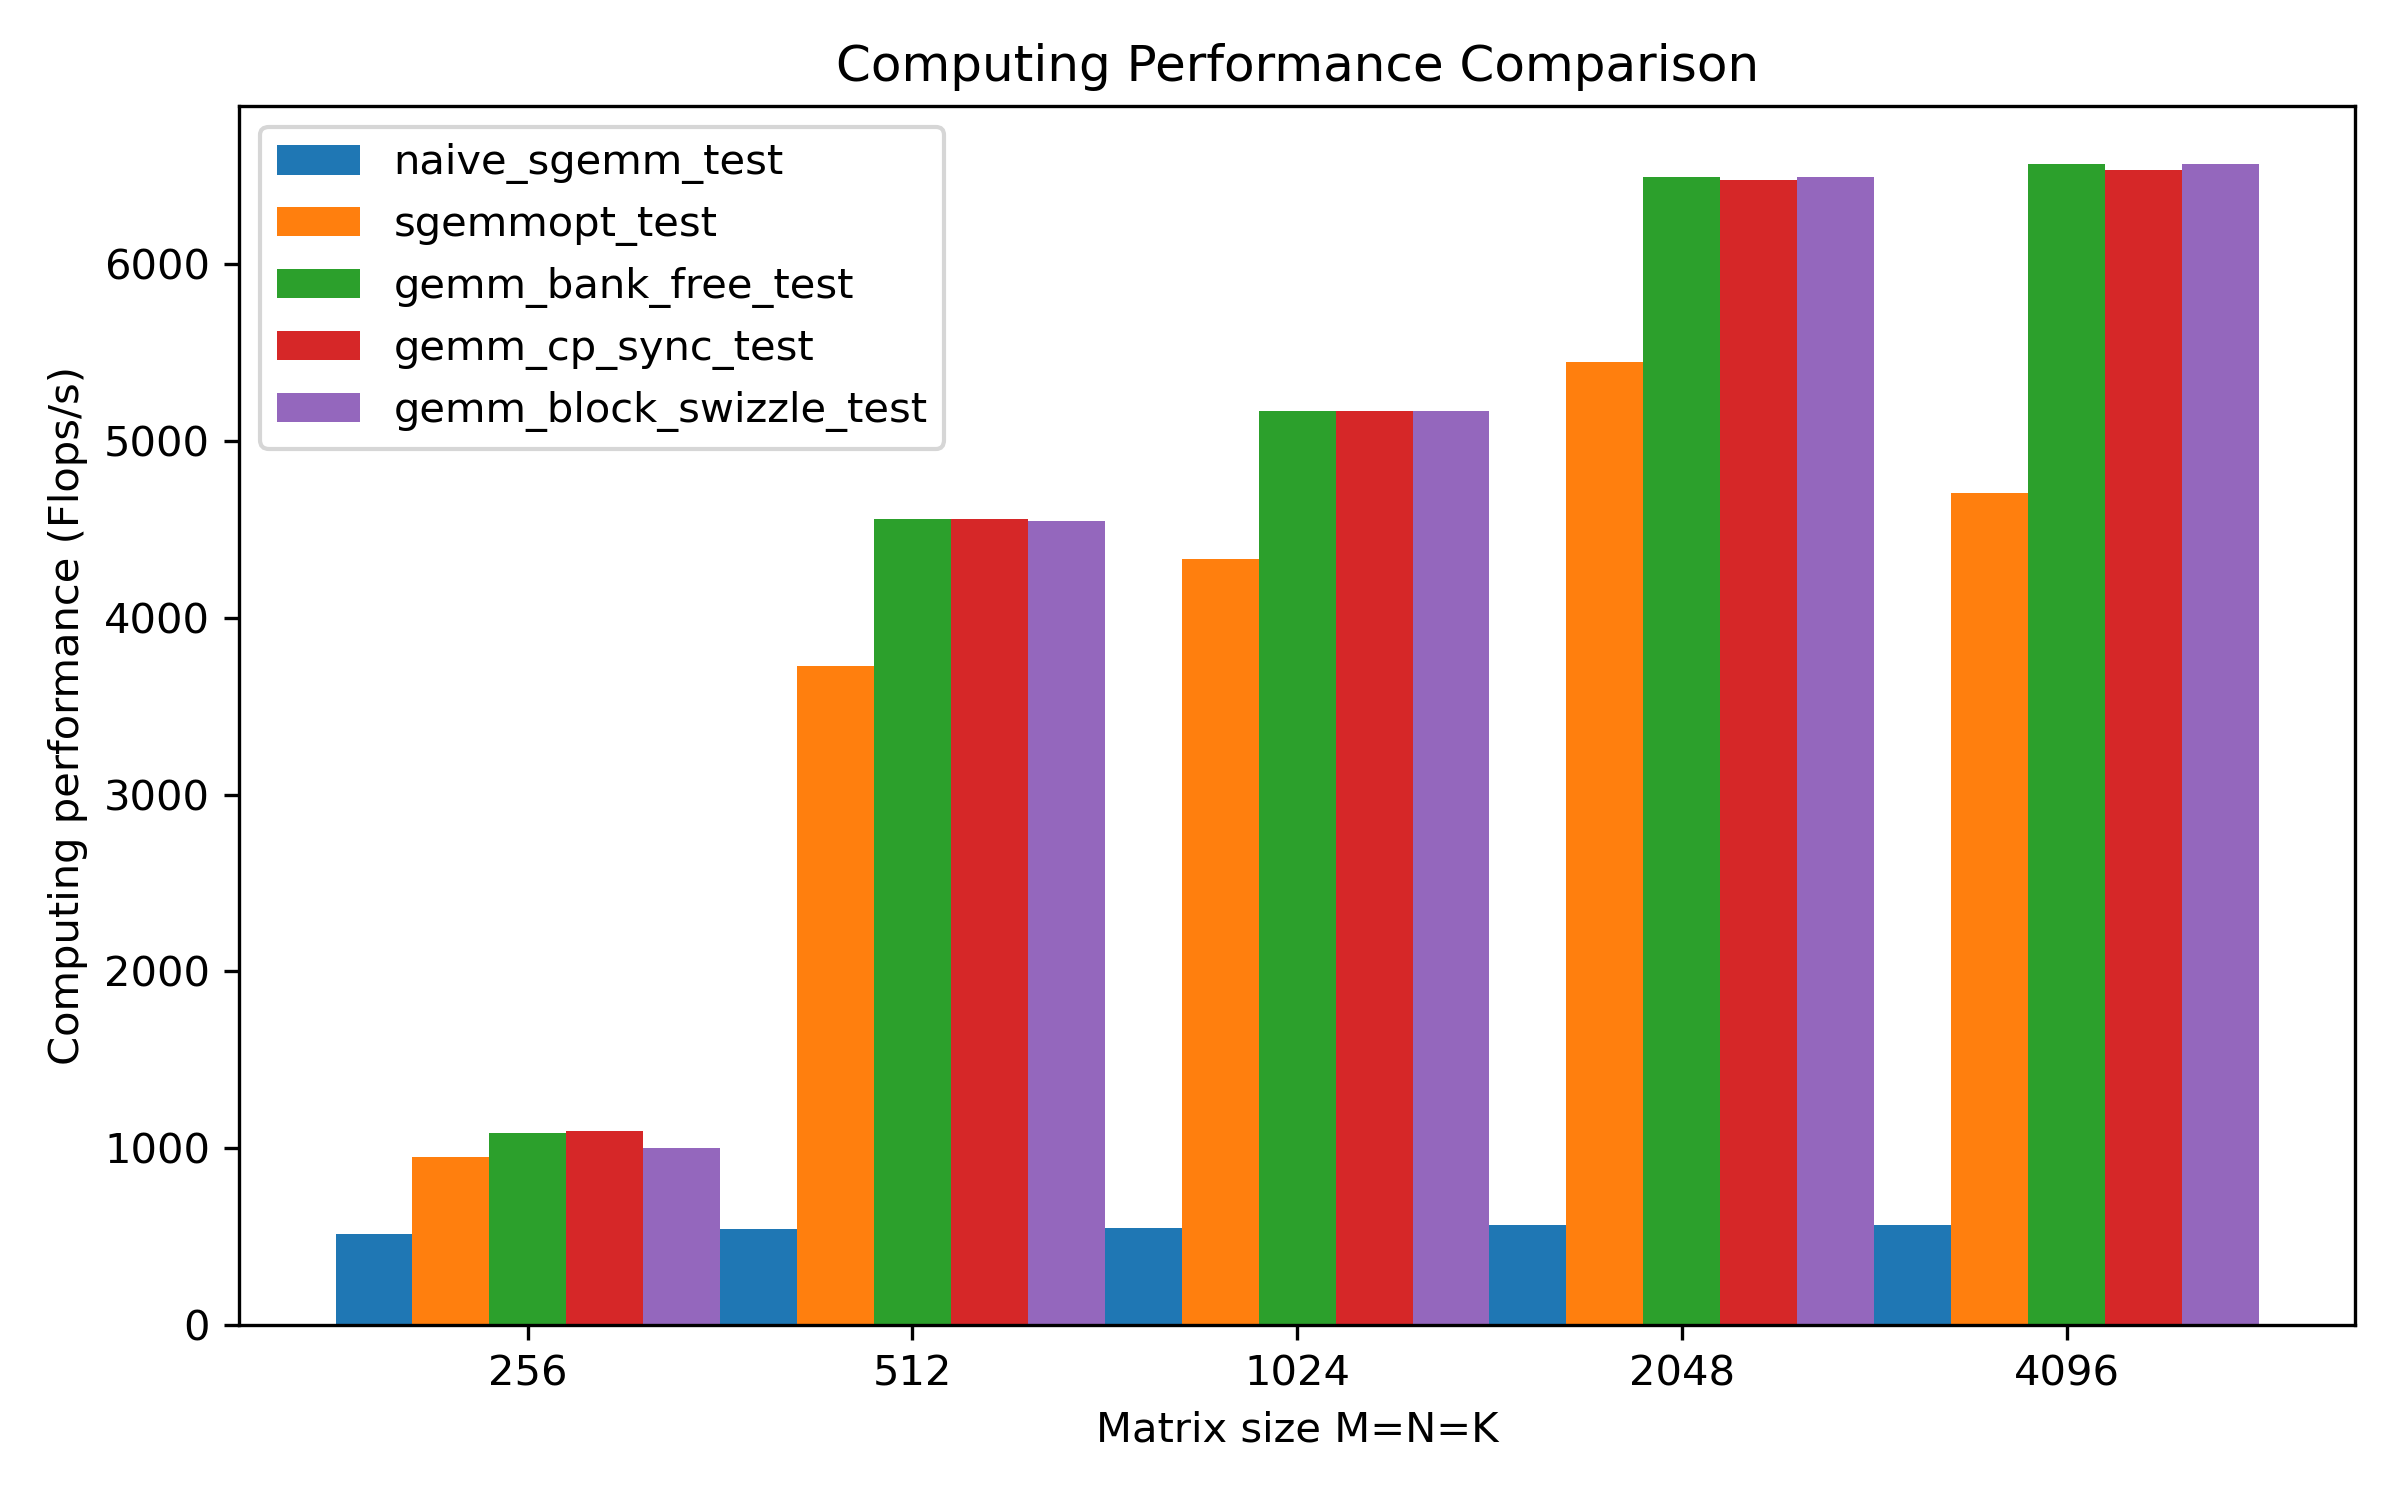 Computing Performance Comparison
naive_sgemm_test
sgemmopt_test
gemm_bank_free_test
gemm_cp_sync_test
gemm_block_swizzle_test
Computing performance (Flops/s)
6000
5000
4000
3000
2000
1000
0
256 512 1024 2048 4096
Matrix size M=N=K